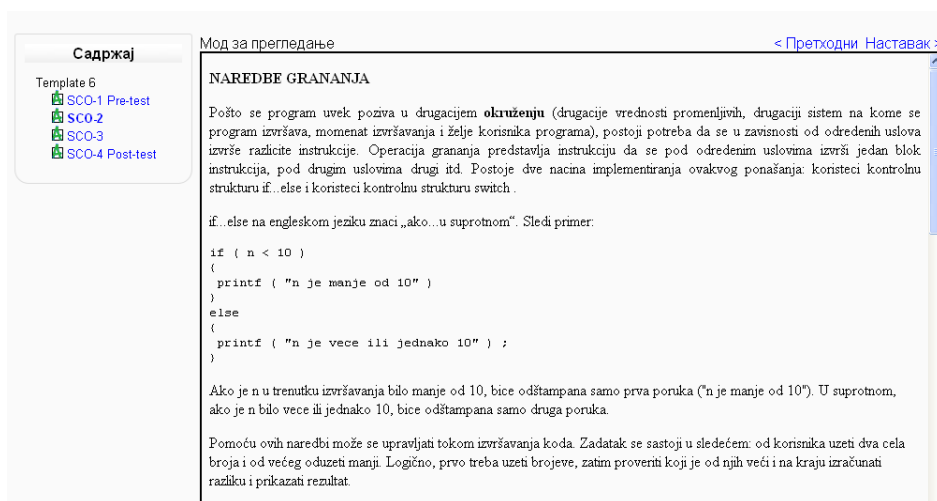 Садржај
Template 6
SCO-1 Pre-test
SCO-2
SCO-3
SCO-4 Post-test
Мод за прегледање
< Претходни Наставак >
NAREDBE GRANANJA
Pošto se program uvek poziva u drugacijem okruženju (drugacije vrednosti promenljivih, drugaciji sistem na kome se
program izvršava, momenat izvršavanja i želje korisnika programa), postoji potreba da se u zavisnosti od odredenih uslova
izvrše razlicite instrukcije. Operacija grananja predstavlja instrukciju da se pod odredenim uslovima izvrši jedan blok
instrukcija, pod drugim uslovima drugi itd. Postoje dve nacina implementiranja ovakvog ponašanja: koristeci kontrolnu
strukturu if...else i koristeci kontrolnu strukturu switch .
if...else na engleskom jeziku znaci „ako...u suprotnom“. Sledi primer:
if ( n < 10 )
(
printf ( "n je manje od 10" )
)
else
(
printf ( "n je vece ili jednako 10" ) ;
)
Ako je n u trenutku izvršavanja bilo manje od 10, bice odštampana samo prva poruka ("n je manje od 10"). U suprotnom,
ako je n bilo vece ili jednako 10, bice odštampana samo druga poruka.
Pomoću ovih naredbi može se upravljati tokom izvršavanja koda. Zadatak se sastoji u sledećem: od korisnika uzeti dva cela
broja i od većeg oduzeti manji. Logično, prvo treba uzeti brojeve, zatim proveriti koji je od njih veći i na kraju izračunati
razliku i prikazati rezultat.